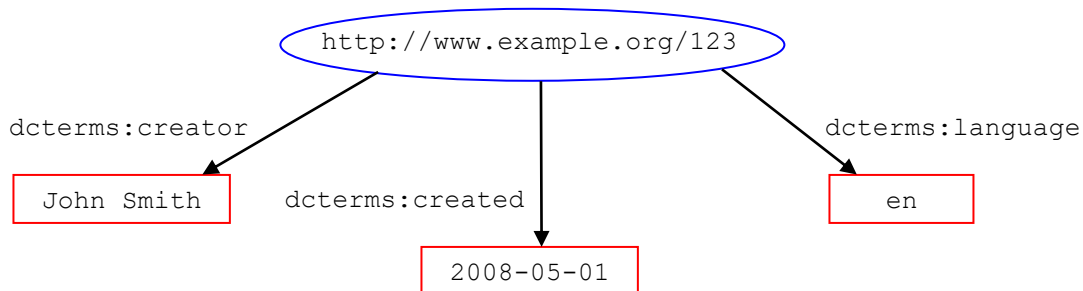 http://www.example.org/123
dcterms:creator
dcterms:language
John Smith
dcterms:created
en
2008-05-01